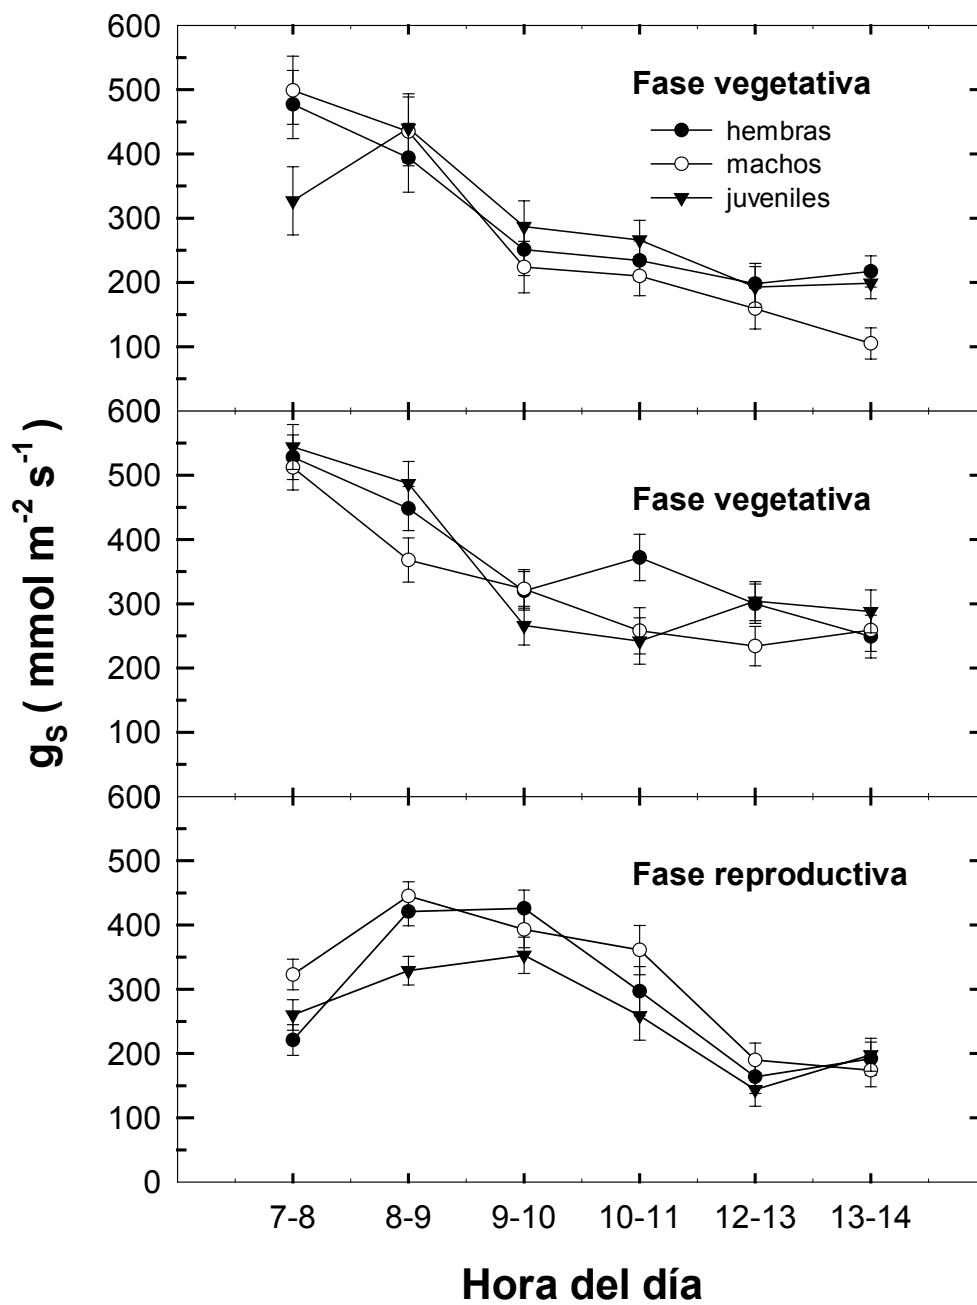 600
500
400
300
200
100
Fase vegetativa
hembras
machos
juveniles
600
500
400
300
200
100
Fase vegetativa
600
500
400
300
200
100
0
Fase reproductiva
g_s ( mmol m⁻² s⁻¹ )
7-8 8-9 9-10 10-11 12-13 13-14
Hora del día